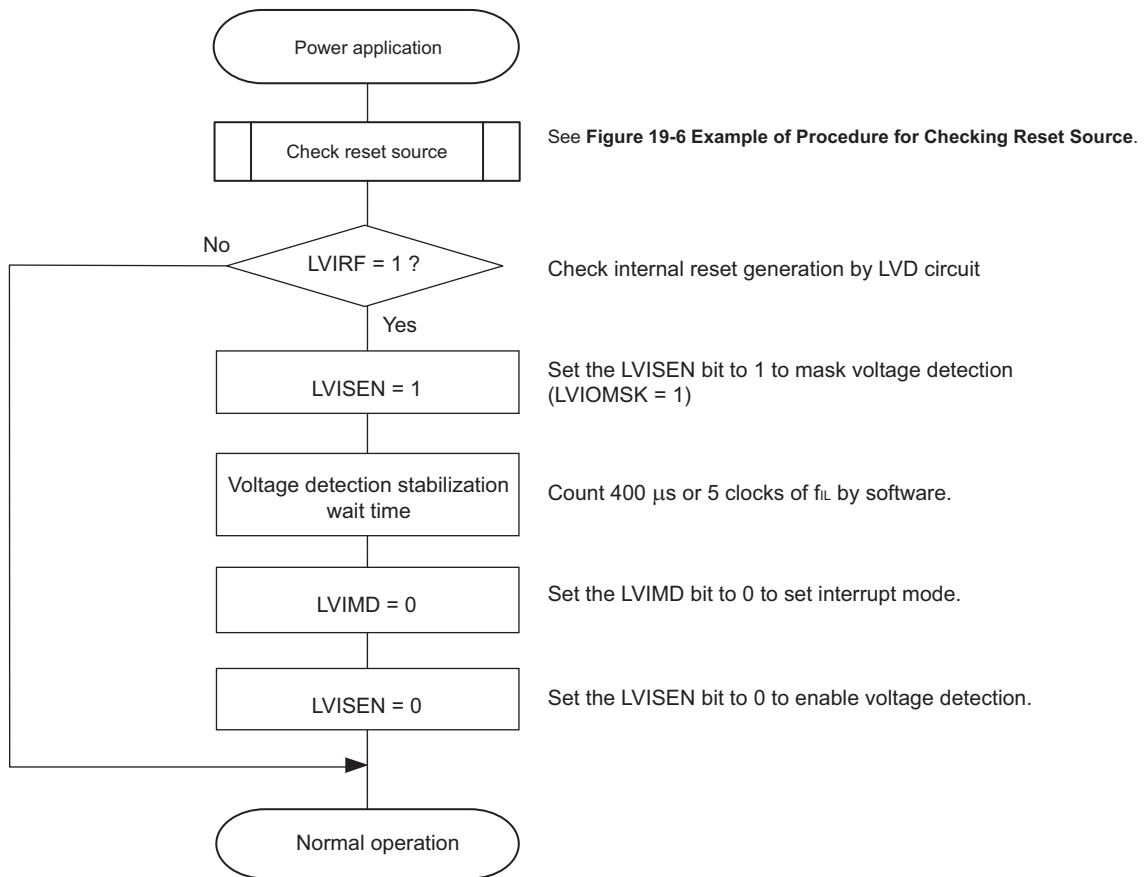 Power application
Check reset source
See Figure 19-6 Example of Procedure for Checking Reset Source.
No
LVIRF = 1 ?
Check internal reset generation by LVD circuit
Yes
LVISEN = 1
Set the LVISEN bit to 1 to mask voltage detection
(LVIOMSK = 1)
Voltage detection stabilization
wait time
Count 400 μs or 5 clocks of fIL by software.
LVIMD = 0
Set the LVIMD bit to 0 to set interrupt mode.
LVISEN = 0
Set the LVISEN bit to 0 to enable voltage detection.
Normal operation